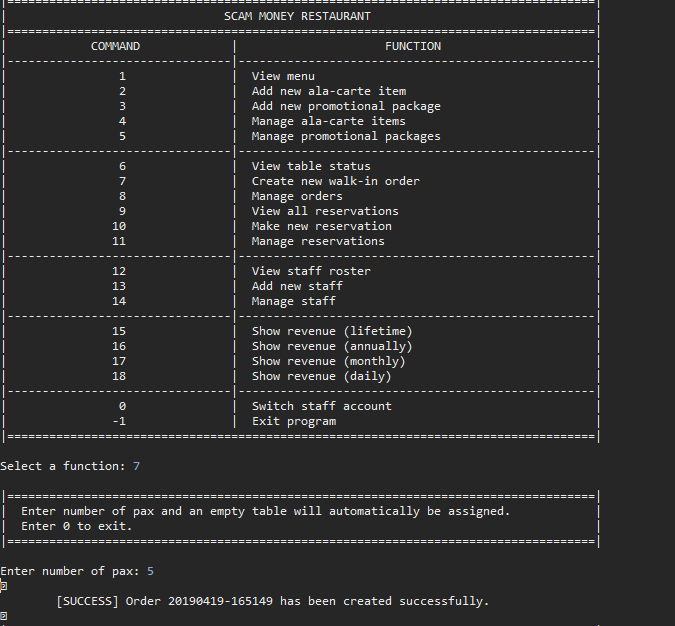 |====================================================================================|
| SCAM MONEY RESTAURANT |
|====================================================================================|
| COMMAND | FUNCTION |
|--------------------------------|---------------------------------------------------|
| 1 | View menu |
| 2 | Add new ala-carte item |
| 3 | Add new promotional package |
| 4 | Manage ala-carte items |
| 5 | Manage promotional packages |
|--------------------------------|---------------------------------------------------|
| 6 | View table status |
| 7 | Create new walk-in order |
| 8 | Manage orders |
| 9 | View all reservations |
| 10 | Make new reservation |
| 11 | Manage reservations |
|--------------------------------|---------------------------------------------------|
| 12 | View staff roster |
| 13 | Add new staff |
| 14 | Manage staff |
|--------------------------------|---------------------------------------------------|
| 15 | Show revenue (lifetime) |
| 16 | Show revenue (annually) |
| 17 | Show revenue (monthly) |
| 18 | Show revenue (daily) |
|--------------------------------|---------------------------------------------------|
| 0 | Switch staff account |
| -1 | Exit program |
|====================================================================================|
Select a function: 7
|====================================================================================|
| Enter number of pax and an empty table will automatically be assigned. |
| Enter 0 to exit. |
|====================================================================================|
Enter number of pax: 5
[SUCCESS] Order 20190419-165149 has been created successfully.